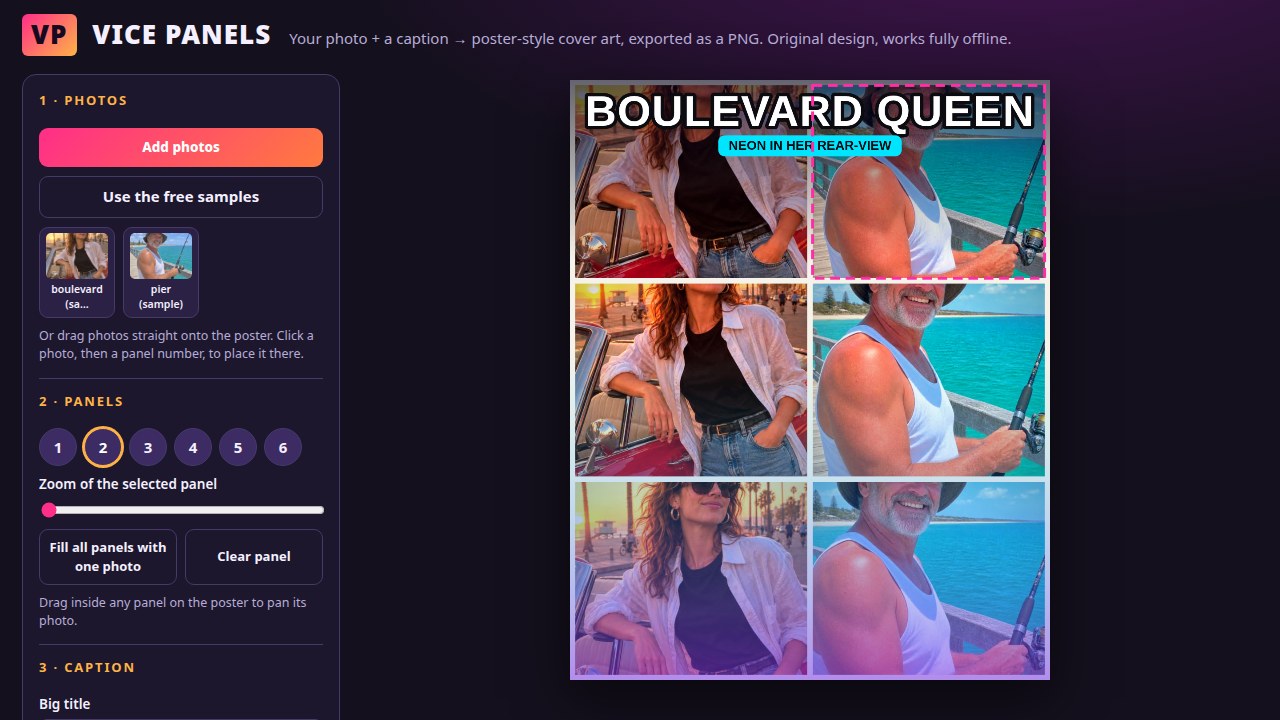 VP
VICE PANELS
Your photo + a caption → poster-style cover art, exported as a PNG. Original design, works fully offline.
1 · PHOTOS
Add photos
Use the free samples
boulevard
(sa...
pier
(sample)
Or drag photos straight onto the poster. Click a
photo, then a panel number, to place it there.
2 · PANELS
1 2 3 4 5 6
Zoom of the selected panel
Fill all panels with
one photo
Clear panel
Drag inside any panel on the poster to pan its
photo.
3 · CAPTION
Big title
BOULEVARD QUEEN
NEON IN HER REAR-VIEW